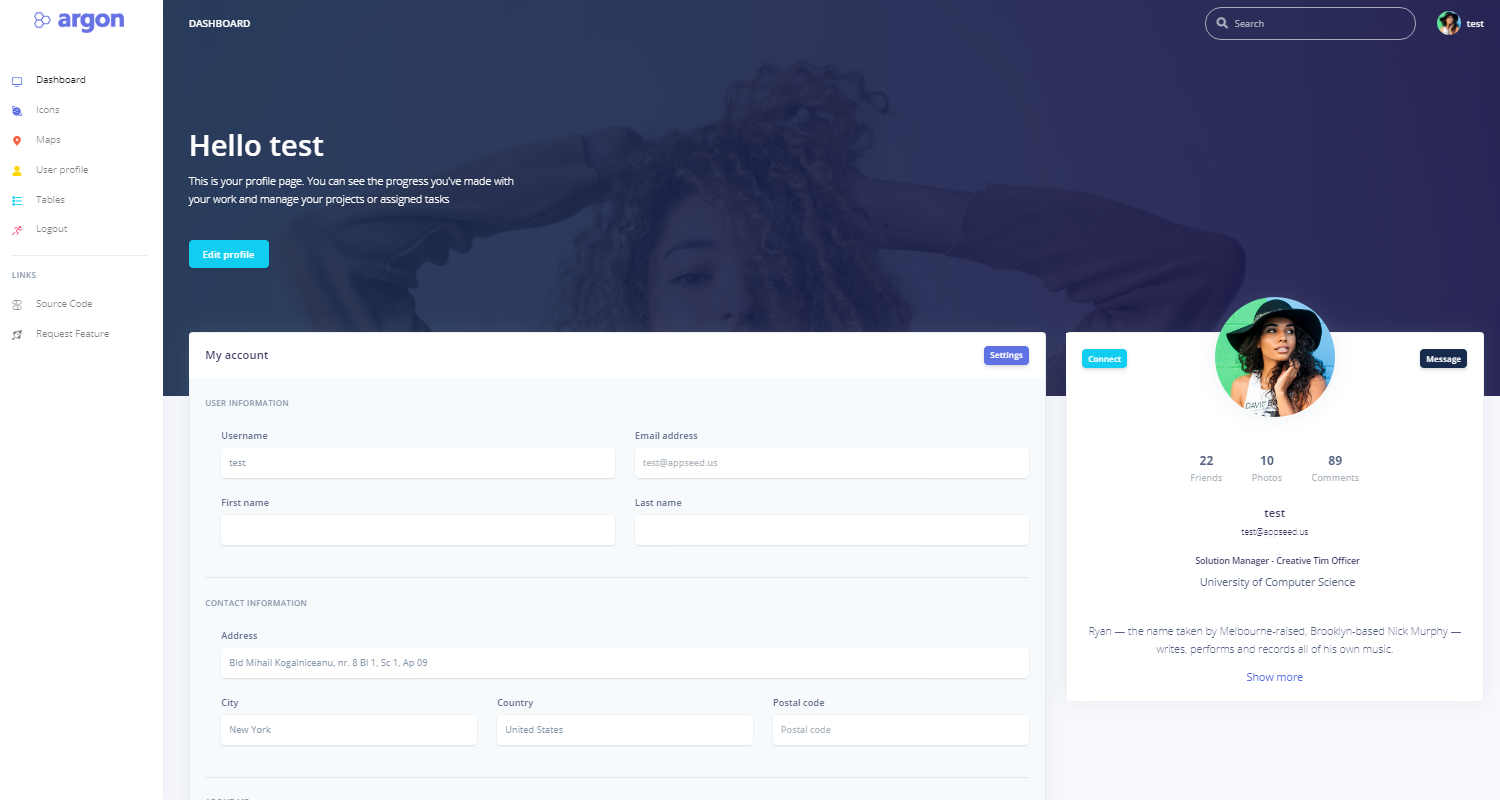 argon
DASHBOARD
Search
test
Dashboard
Icons
Maps
User profile
Tables
Logout
LINKS
Source Code
Request Feature
Hello test
This is your profile page. You can see the progress you've made with
your work and manage your projects or assigned tasks
Edit profile
My account
Settings
USER INFORMATION
Username
Email address
test
test@appseed.us
First name
Last name
CONTACT INFORMATION
Address
Bld Mihail Kogalniceanu, nr. 8 Bl 1, Sc 1, Ap 09
City
Country
Postal code
New York
United States
Postal code
Connect
Message
22
10
89
Friends
Photos
Comments
test
test@appseed.us
Solution Manager - Creative Tim Officer
University of Computer Science
Ryan — the name taken by Melbourne-raised, Brooklyn-based Nick Murphy —
writes, performs and records all of his own music.
Show more